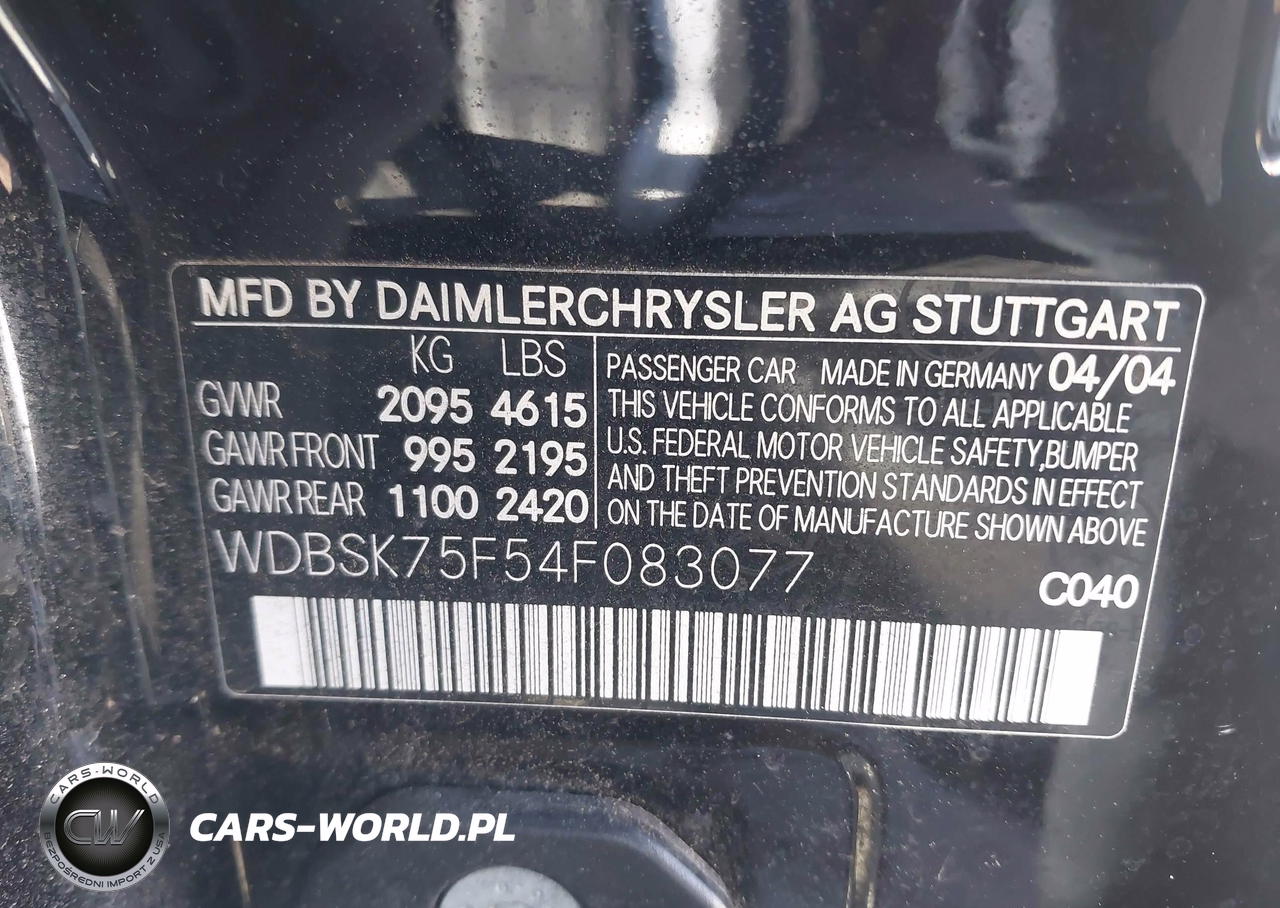 MFD BY DAIMLERCHRYSLER AG STUTTGART
KG LBS
GVWR 2095 4615
GAWR FRONT 995 2195
GAWR REAR 1100 2420
PASSENGER CAR MADE IN GERMANY 04/04
THIS VEHICLE CONFORMS TO ALL APPLICABLE
U.S. FEDERAL MOTOR VEHICLE SAFETY,BUMPER
AND THEFT PREVENTION STANDARDS IN EFFECT
ON THE DATE OF MANUFACTURE SHOWN ABOVE
WDBSK75F54F083077
C040
CARS-WORLD
CW
BEZPOŚREDNI IMPORT Z USA
CARS-WORLD.PL